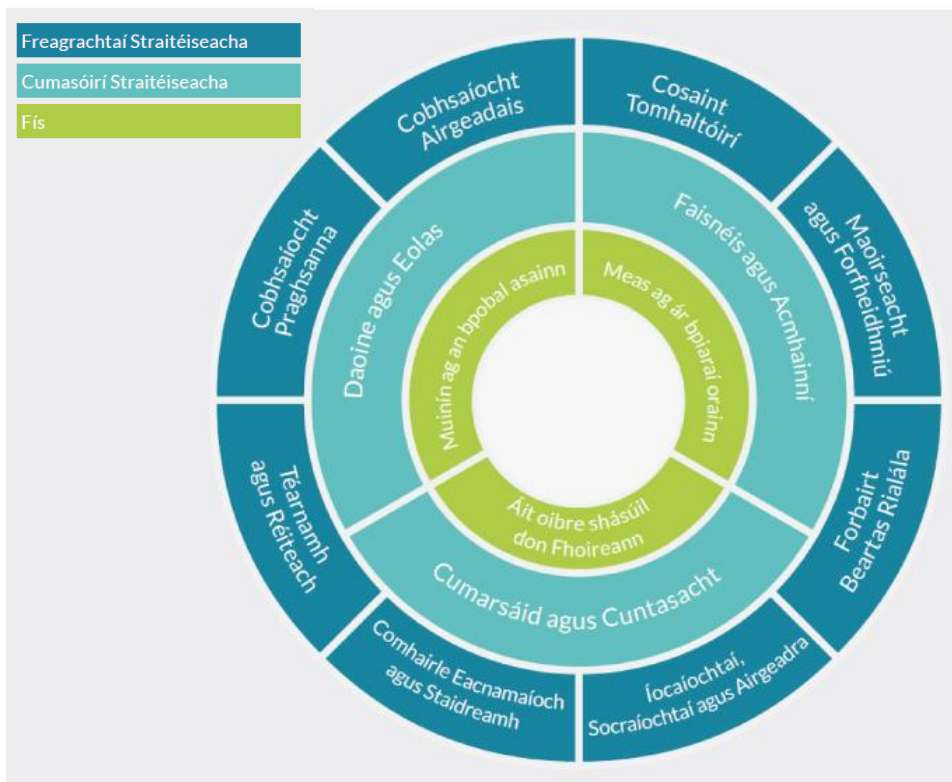 Freagrachtaí Straitéiseacha
Cumasóirí Straitéiseacha
Fís
Cobhsaíocht
Airgeadais
Cosaint
Tomhaltóirí
Maoirseacht
agus Forfheidhmiú
Forbairt
Beartas Rialála
Íocaíochtaí,
Socraíochtaí agus Airgeadra
Comhairle Eacnamaíoch
agus Staidreamh
Téarnamh
agus Réiteach
Cobhsaíocht
Praghsanna
Daoine agus Eolas
Faisnéis agus Acmhainní
Cumarsáid agus Cuntasacht
Muinín ag an bpobal asainn
Meas ag ár bpiaraí orainn
Áit oibre shásúil
don Fhoireann